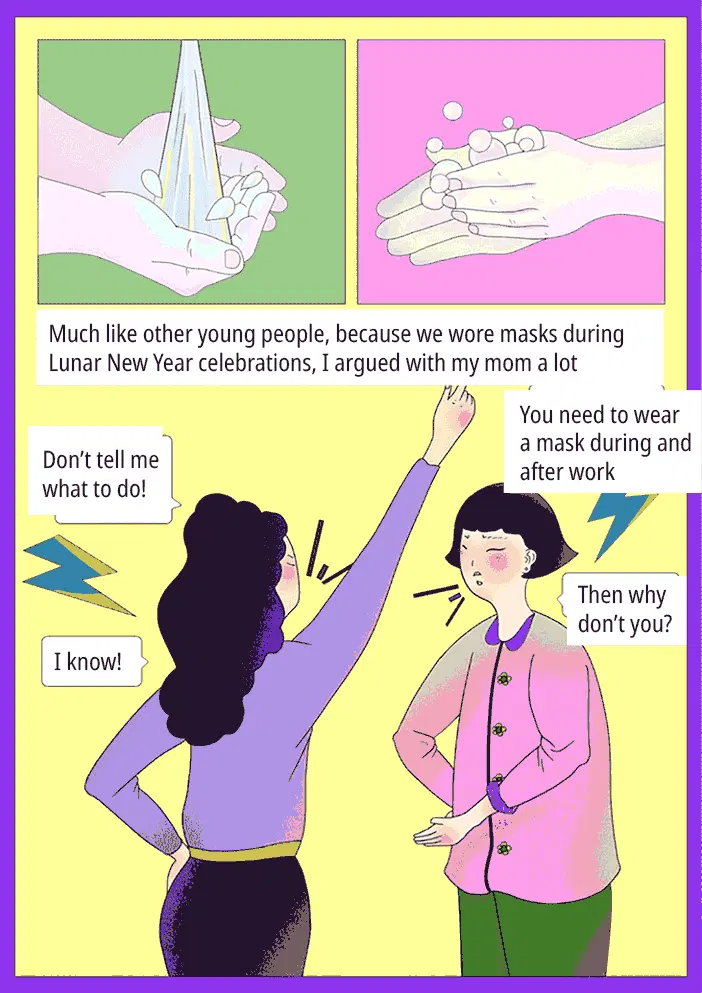 Much like other young people, because we wore masks during
Lunar New Year celebrations, I argued with my mom a lot
You need to wear
a mask during and
after work
Don’t tell me
what to do!
Then why
don’t you?
I know!